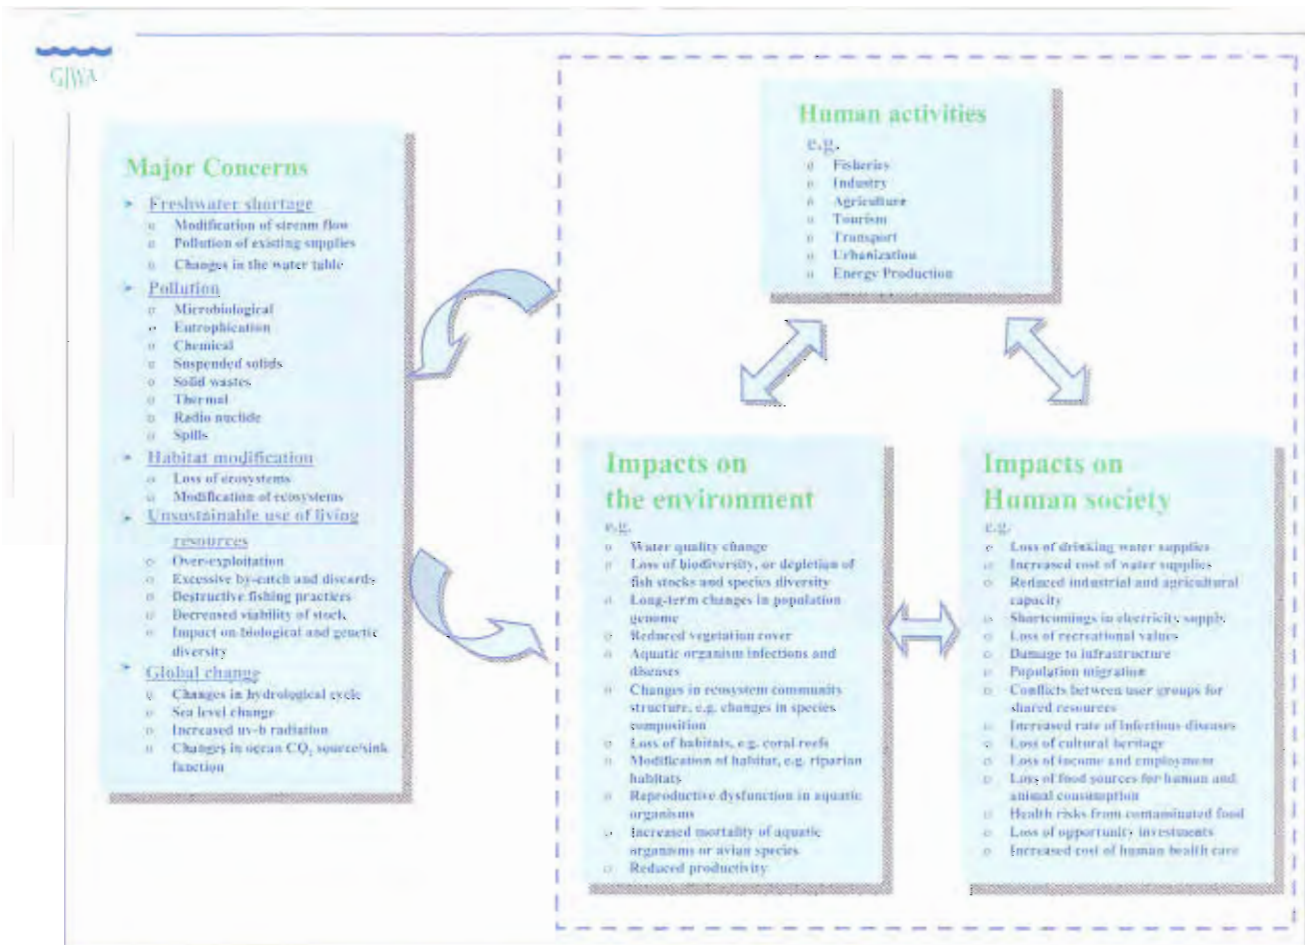 GIWA
Major Concerns
➤ Freshwater shortage
o Modification of stream flow
o Pollution of existing supplies
o Changes in the water table
➤ Pollution
o Microbiological
o Eutrophication
o Chemical
o Suspended solids
o Solid wastes
o Thermal
o Radio nuclide
o Spills
➤ Habitat modification
o Loss of ecosystems
o Modification of ecosystems
➤ Unsustainable use of living
resources
o Over-exploitation
o Excessive by-catch and discards
o Destructive fishing practices
o Decreased viability of stock
o Impact on biological and genetic
diversity
➤ Global change
o Changes in hydrological cycle
o Sea level change
o Increased uv-b radiation
o Changes in ocean CO₂ source/sink
function
Human activities
e.g.
o Fisheries
o Industry
o Agriculture
o Tourism
o Transport
o Urbanization
o Energy Production
Impacts on
the environment
e.g.
o Water quality change
o Loss of biodiversity, or depletion of
fish stocks and species diversity
o Long-term changes in population
genome
o Reduced vegetation cover
o Aquatic organism infections and
diseases
o Changes in ecosystem community
structure, e.g. changes in species
composition
o Loss of habitats, e.g. coral reefs
o Modification of habitat, e.g. riparian
habitats
o Reproductive dysfunction in aquatic
organisms
o Increased mortality of aquatic
organisms or avian species
o Reduced productivity
Impacts on
Human society
e.g.
o Loss of drinking water supplies
o Increased cost of water supplies
o Reduced industrial and agricultural
capacity
o Shortcomings in electricity supply
o Loss of recreational values
o Damage to infrastructure
o Population migration
o Conflicts between user groups for
shared resources
o Increased rate of infectious diseases
o Loss of cultural heritage
o Loss of income and employment
o Loss of food sources for human and
animal consumption
o Health risks from contaminated food
o Loss of opportunity investments
o Increased cost of human health care